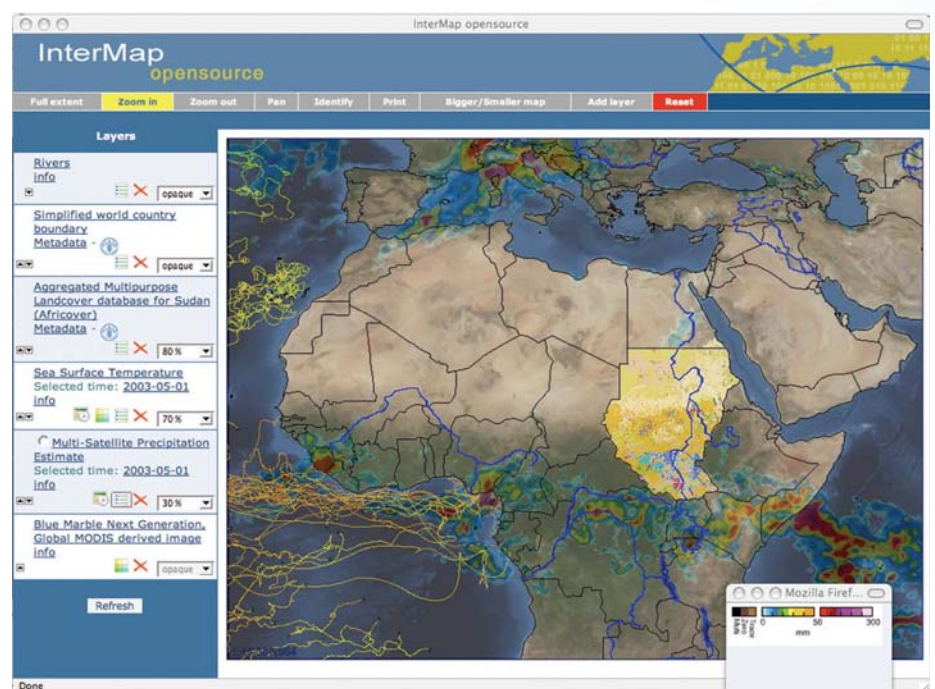 InterMap opensource
InterMap
opensource
Full extent Zoom in Zoom out Pan Identify Print Bigger/Smaller map Add layer Reset
Layers
Rivers
info
opaque
Simplified world country
boundary
Metadata -
opaque
Aggregated Multipurpose
Landcover database for Sudan
(Africover)
Metadata -
80 %
Sea Surface Temperature
Selected time: 2003-05-01
info
70 %
Multi-Satellite Precipitation
Estimate
Selected time: 2003-05-01
info
30 %
Blue Marble Next Generation,
Global MODIS derived image
info
opaque
Refresh
Mozilla Firef...
Multi
Zero
Tracer
0 50 300
mm
Done